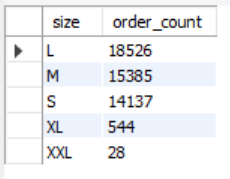 size order_count
L 18526
M 15385
S 14137
XL 544
XXL 28